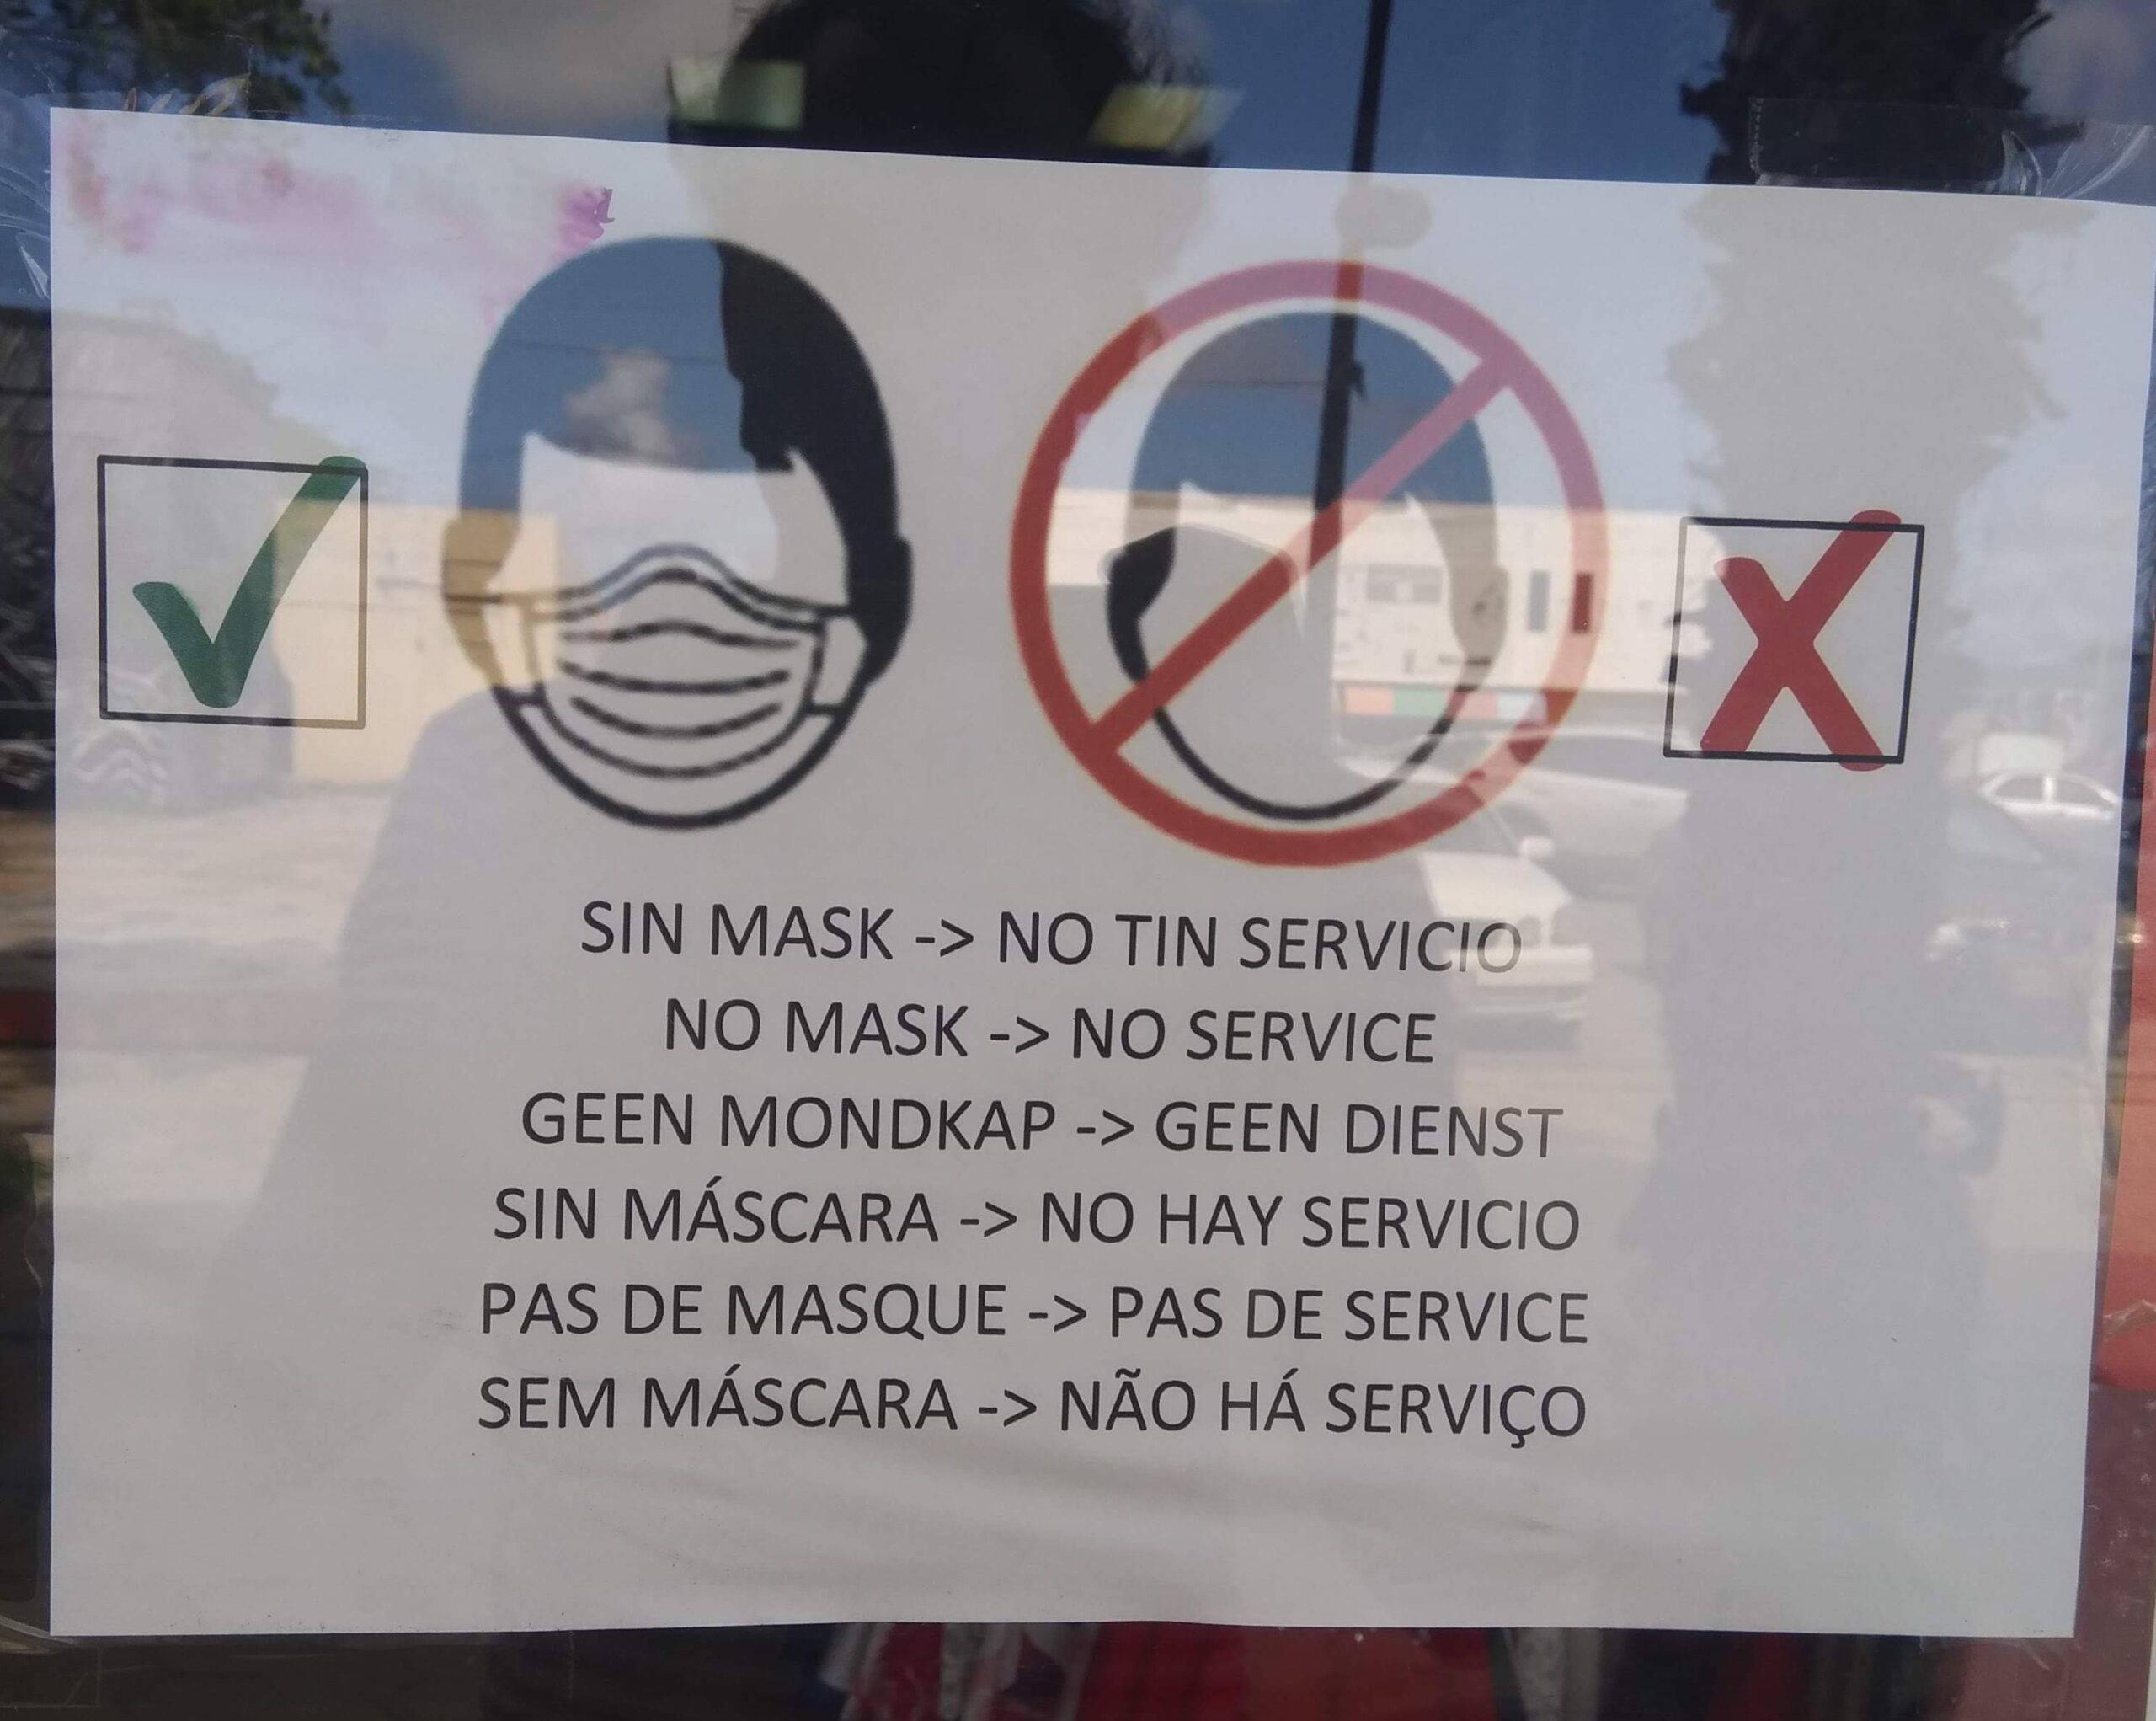 SIN MASK -> NO TIN SERVICIO
NO MASK -> NO SERVICE
GEEN MONDKAP -> GEEN DIENST
SIN MÁSCARA -> NO HAY SERVICIO
PAS DE MASQUE -> PAS DE SERVICE
SEM MÁSCARA -> NÃO HÁ SERVIÇO